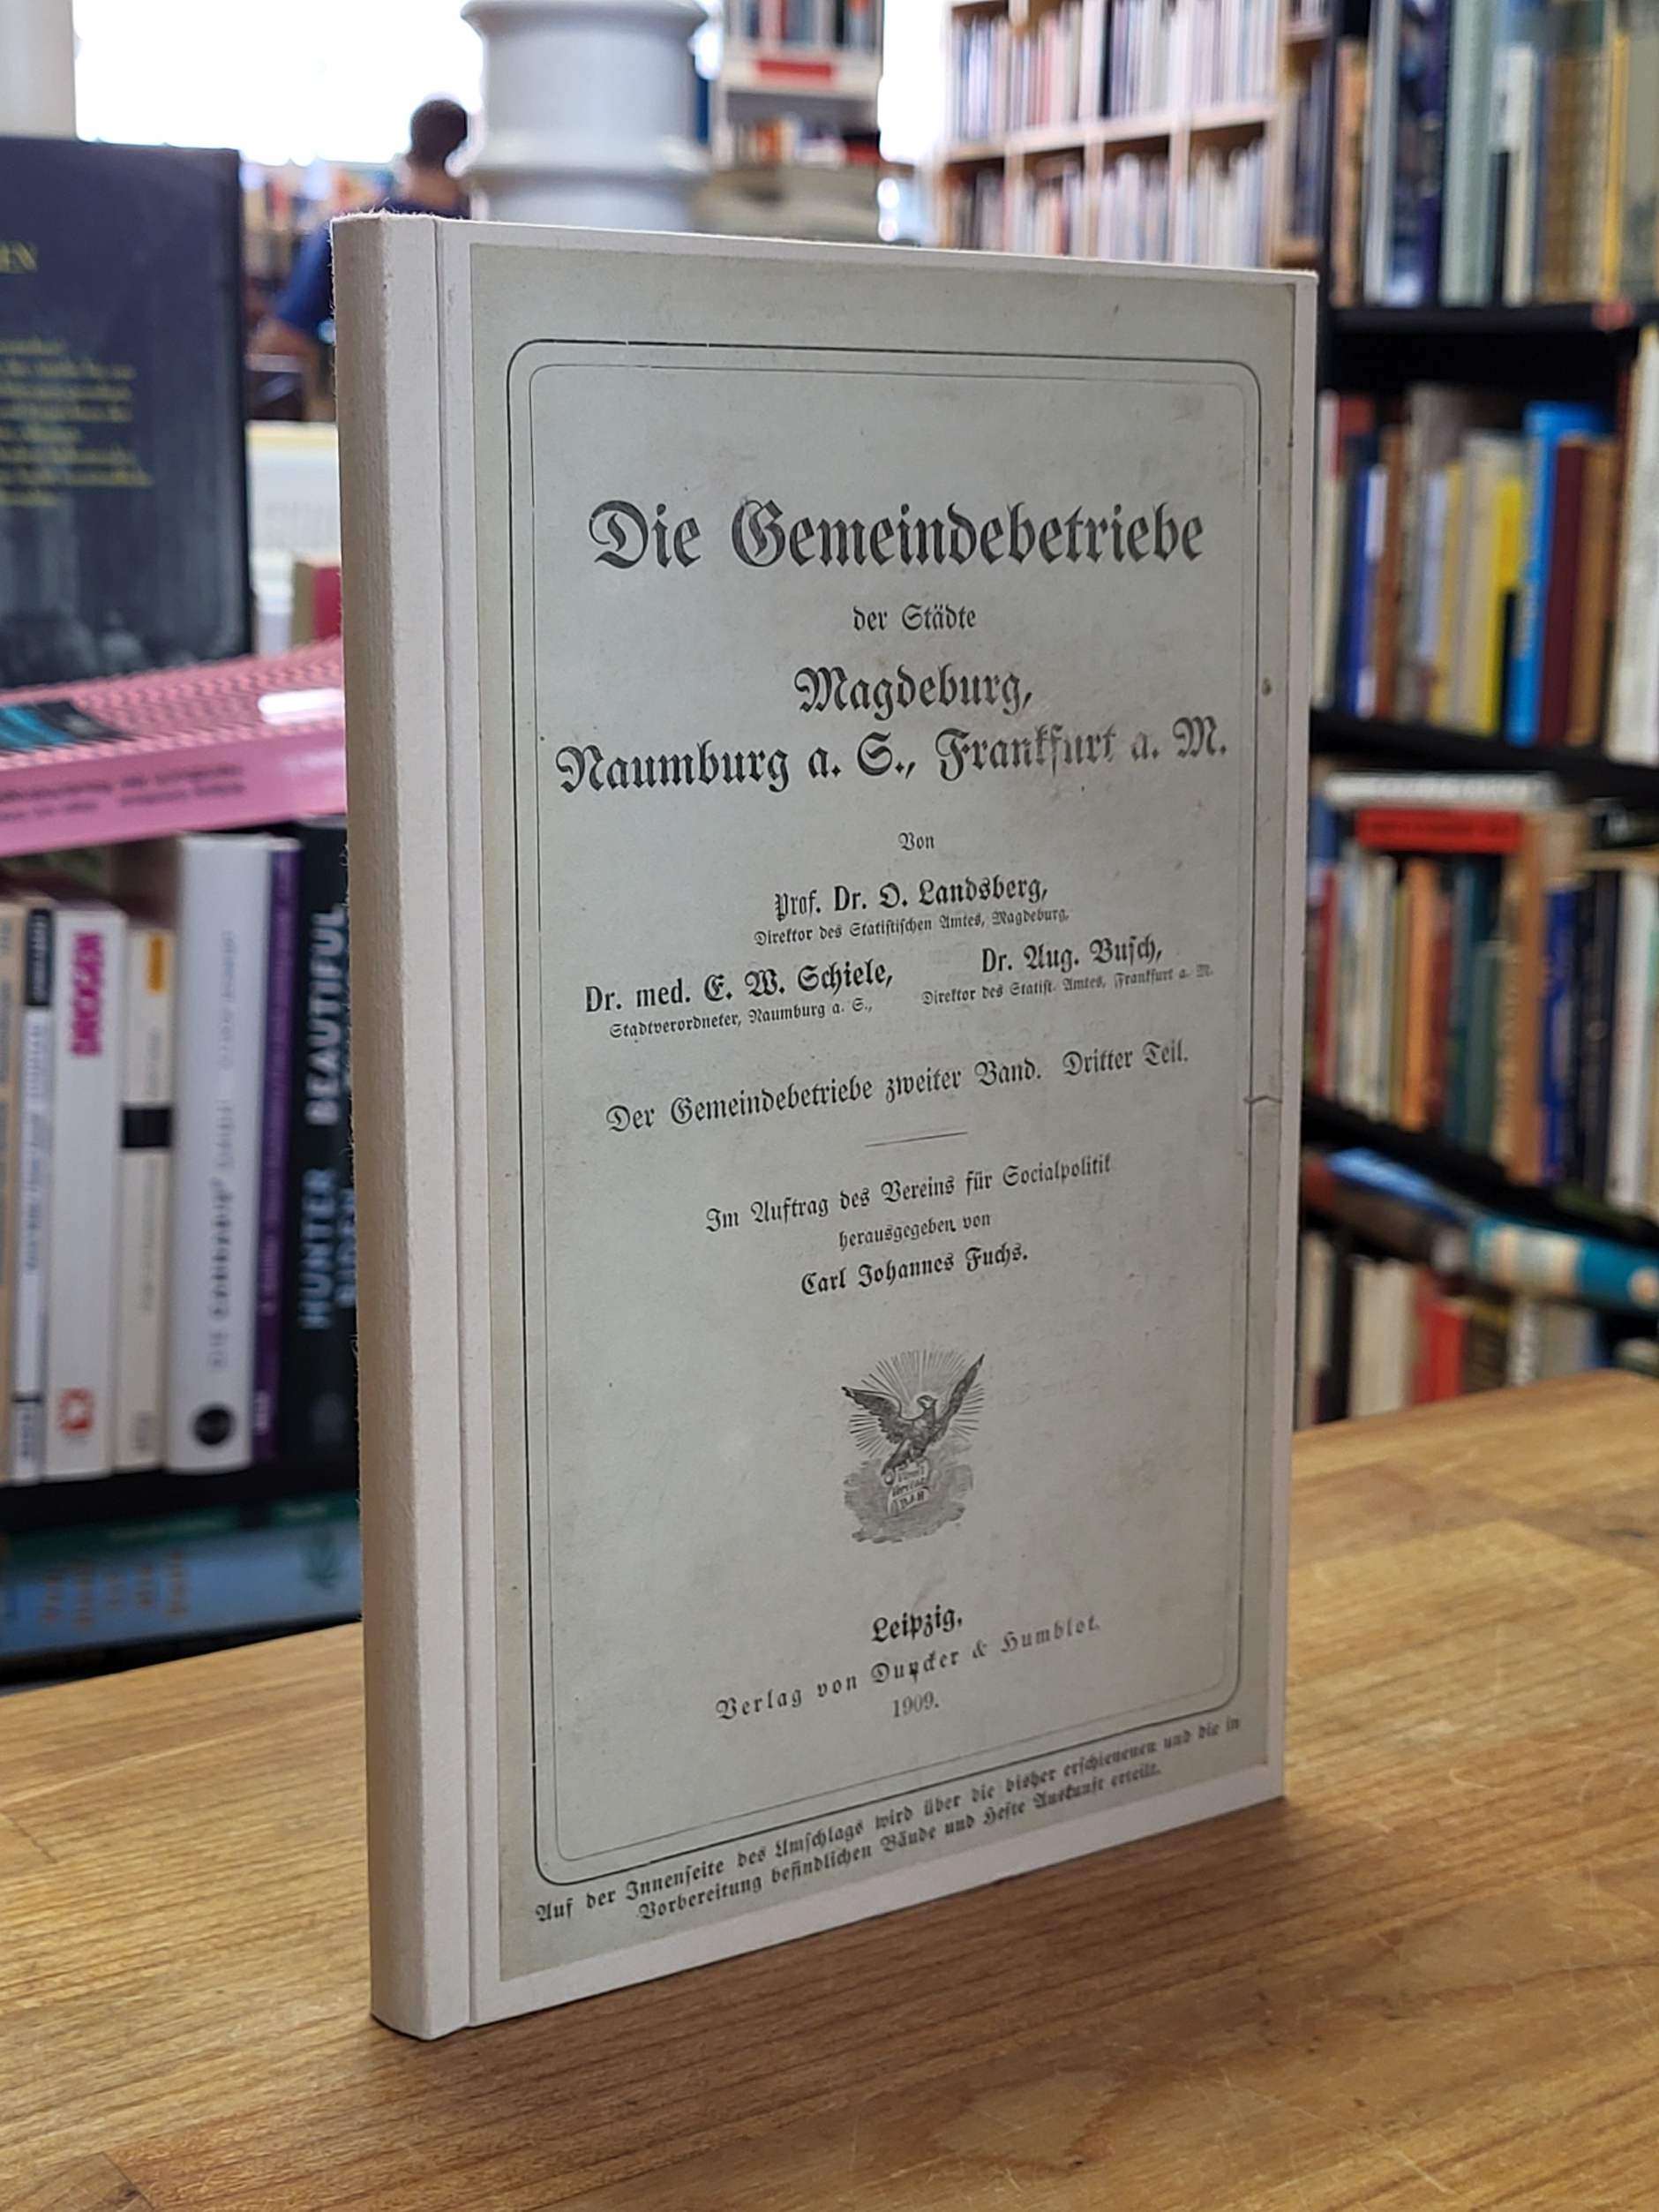 Die Gemeindebetriebe
der Städte
Magdeburg,
Naumburg a. S., Frankfurt a. M.
Von
Prof. Dr. O. Landsberg,
Direktor des Statistischen Amtes, Magdeburg,
Dr. med. E. W. Schiele,
Stadtverordneter, Naumburg a. S.,
Dr. Aug. Busch,
Direktor des Statist. Amtes, Frankfurt a. M.
Der Gemeindebetriebe zweiter Band. Dritter Teil.
Im Auftrag des Vereins für Socialpolitik
herausgegeben von
Carl Johannes Fuchs.
Leipzig,
Verlag von Duncker & Humblot.
1909.
Auf der Innenseite des Umschlags wird über die bisher erschienenen und die in
Vorbereitung befindlichen Bände und Hefte Auskunft erteilt.
DROGEN
HUNTER
BEAUTIFUL